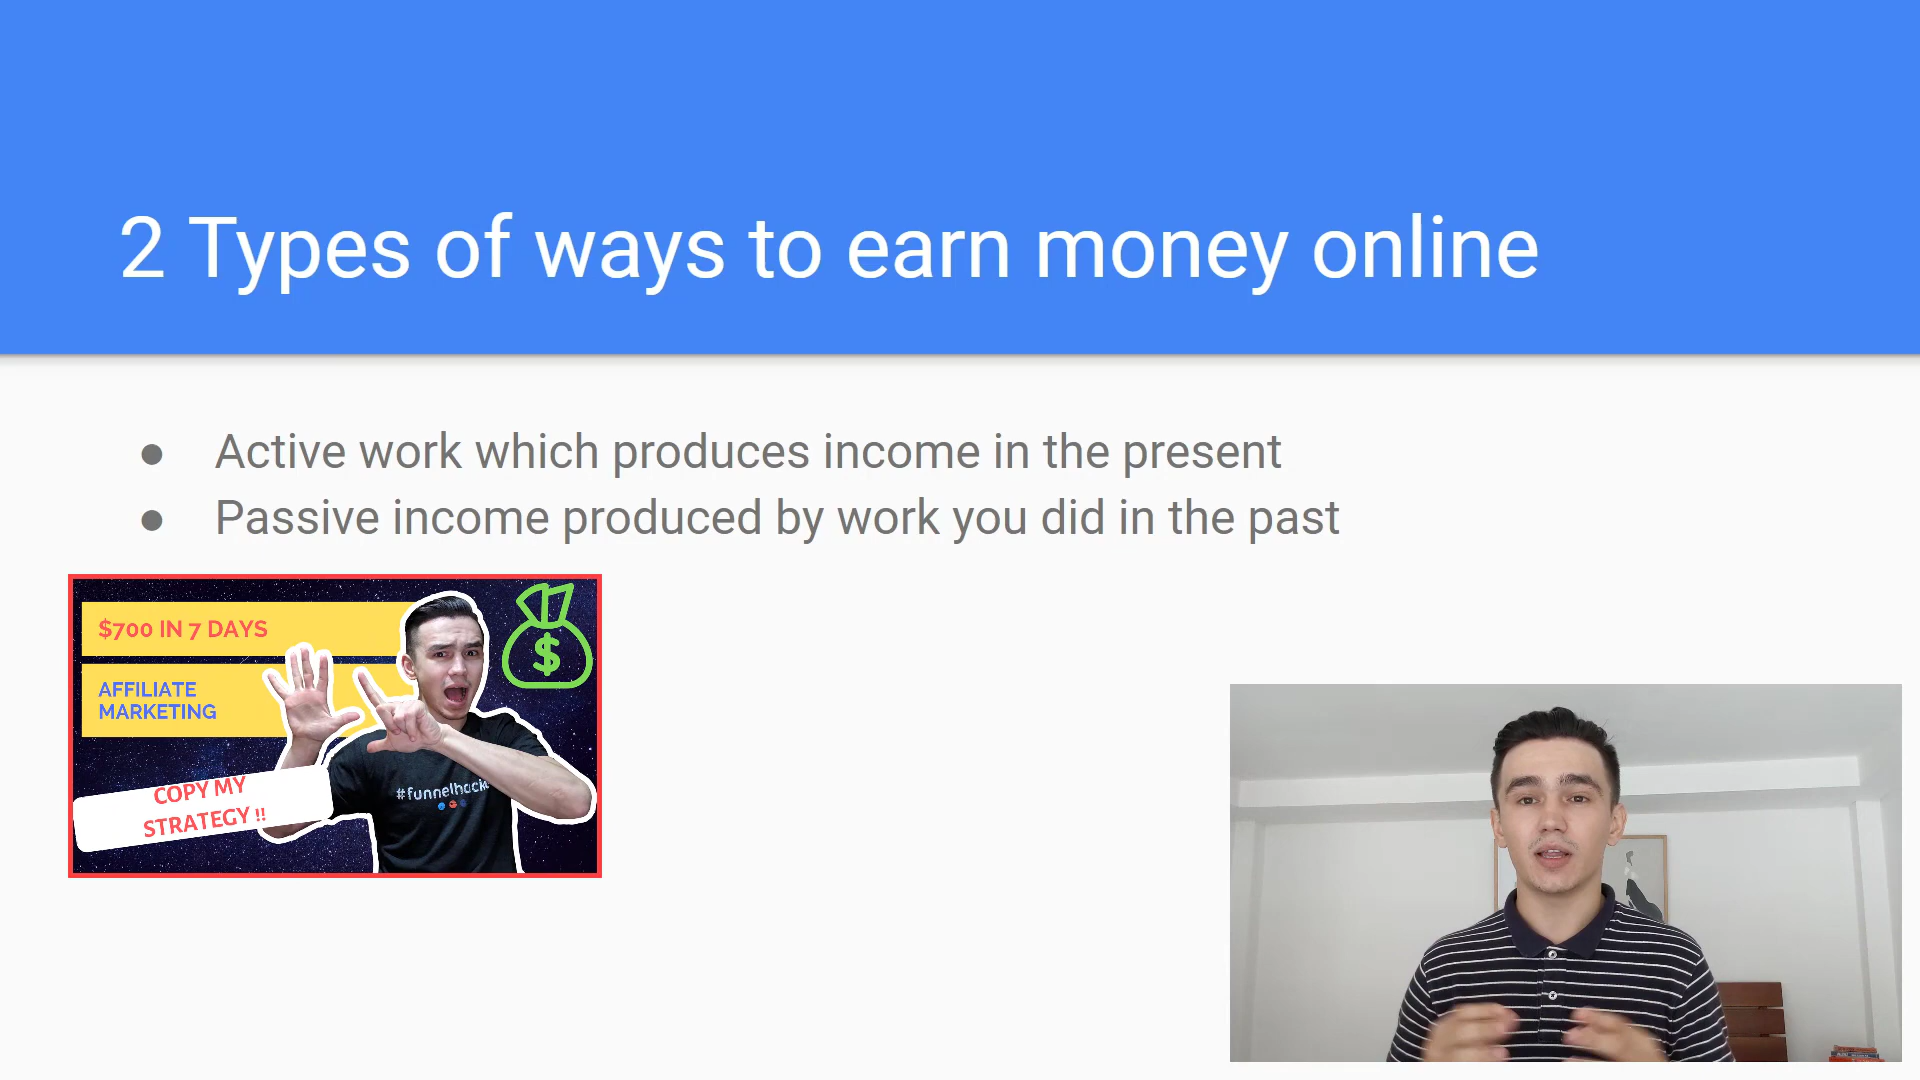 2 Types of ways to earn money online
● Active work which produces income in the present
● Passive income produced by work you did in the past
$700 IN 7 DAYS
AFFILIATE
MARKETING
COPY MY
STRATEGY !!
#funnelhack